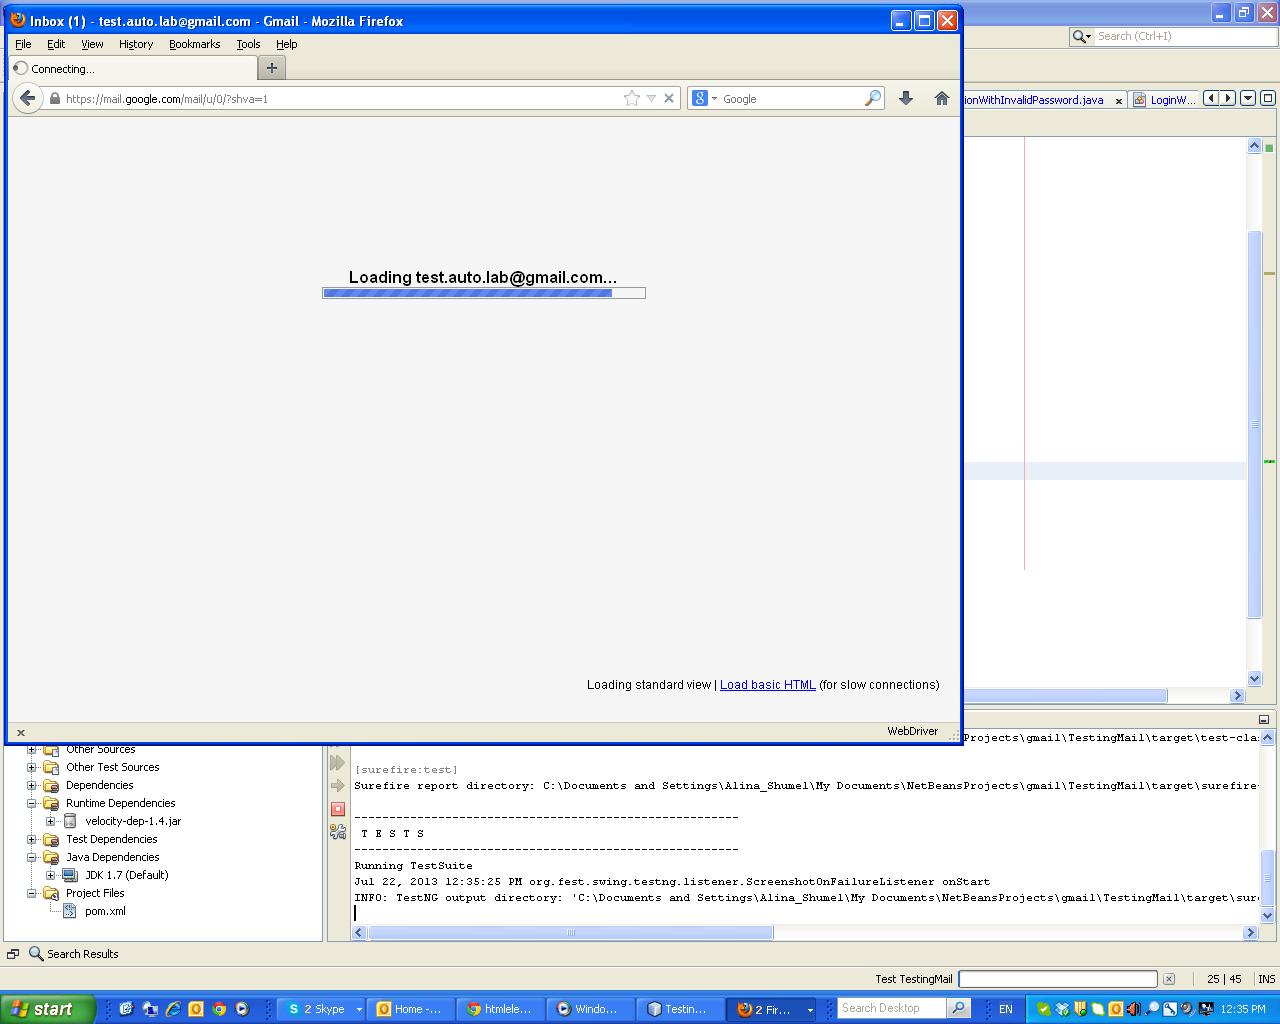 Inbox (1) - test.auto.lab@gmail.com - Gmail - Mozilla Firefox
File Edit View History Bookmarks Tools Help
Search (Ctrl+I)
Connecting...
https://mail.google.com/mail/u/0/?shva=1
Google
ionWithInvalidPassword.java
LoginW...
Loading test.auto.lab@gmail.com...
Loading standard view | Load basic HTML (for slow connections)
WebDriver
Other Sources
Other Test Sources
Dependencies
Runtime Dependencies
velocity-dep-1.4.jar
Test Dependencies
Java Dependencies
JDK 1.7 (Default)
Project Files
pom.xml
Projects\gmail\TestingMail\target\test-clas
[surefire:test]
Surefire report directory: C:\Documents and Settings\Alina_Shumel\My Documents\NetBeansProjects\gmail\TestingMail\target\surefire-
-------------------------------------------------------
T E S T S
-------------------------------------------------------
Running TestSuite
Jul 22, 2013 12:35:25 PM org.fest.swing.testng.listener.ScreenshotOnFailureListener onStart
INFO: TestNG output directory: 'C:\Documents and Settings\Alina_Shumel\My Documents\NetBeansProjects\gmail\TestingMail\target\sure
Search Results
Test TestingMail
25 | 45
INS
start
2 Skype
Home -...
htmlele...
Windo...
Testin...
2 Fir...
Search Desktop
EN
12:35 PM